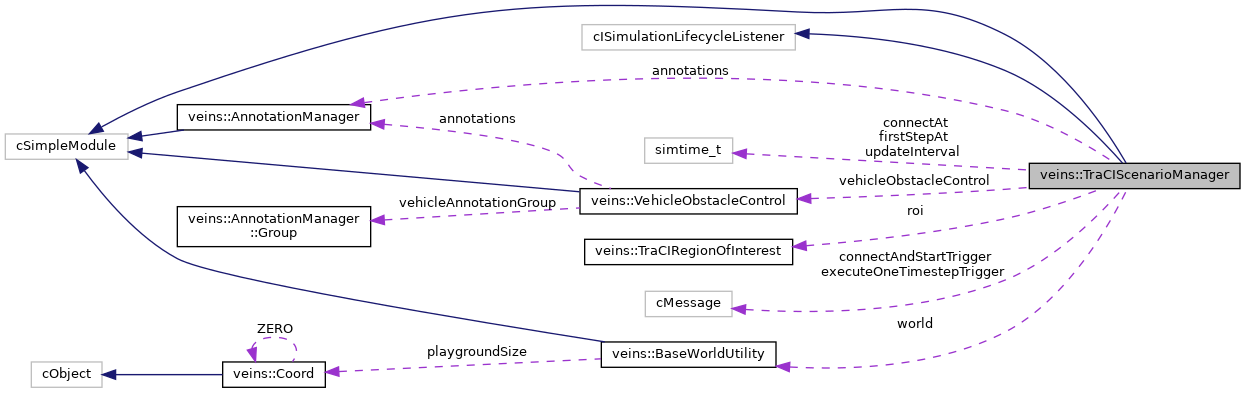 cISimulationLifecycleListener
annotations
veins::AnnotationManager
annotations
connectAt
firstStepAt
updateInterval
cSimpleModule
simtime_t
veins::TraCIScenarioManager
vehicleObstacleControl
veins::VehicleObstacleControl
vehicleAnnotationGroup
veins::AnnotationManager
::Group
roi
veins::TraCIRegionOfInterest
connectAndStartTrigger
executeOneTimestepTrigger
cMessage
world
ZERO
playgroundSize
veins::BaseWorldUtility
cObject
veins::Coord